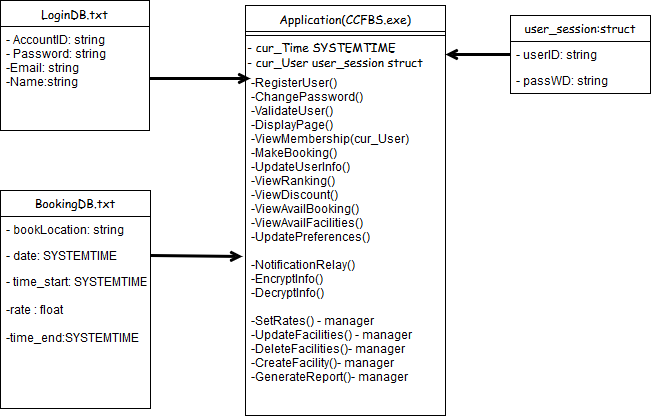 LoginDB.txt
- AccountID: string
- Password: string
-Email: string
-Name:string
Application(CCFBS.exe)
- cur_Time SYSTEMTIME
- cur_User user_session struct
-RegisterUser()
-ChangePassword()
-ValidateUser()
-DisplayPage()
-ViewMembership(cur_User)
-MakeBooking()
-UpdateUserInfo()
-ViewRanking()
-ViewDiscount()
-ViewAvailBooking()
-ViewAvailFacilities()
-UpdatePreferences()
-NotificationRelay()
-EncryptInfo()
-DecryptInfo()
-SetRates() - manager
-UpdateFacilities() - manager
-DeleteFacilities()- manager
-CreateFacility()- manager
-GenerateReport()- manager
user_session:struct
- userID: string
- passWD: string
BookingDB.txt
- bookLocation: string
- date: SYSTEMTIME
- time_start: SYSTEMTIME
-rate : float
-time_end:SYSTEMTIME